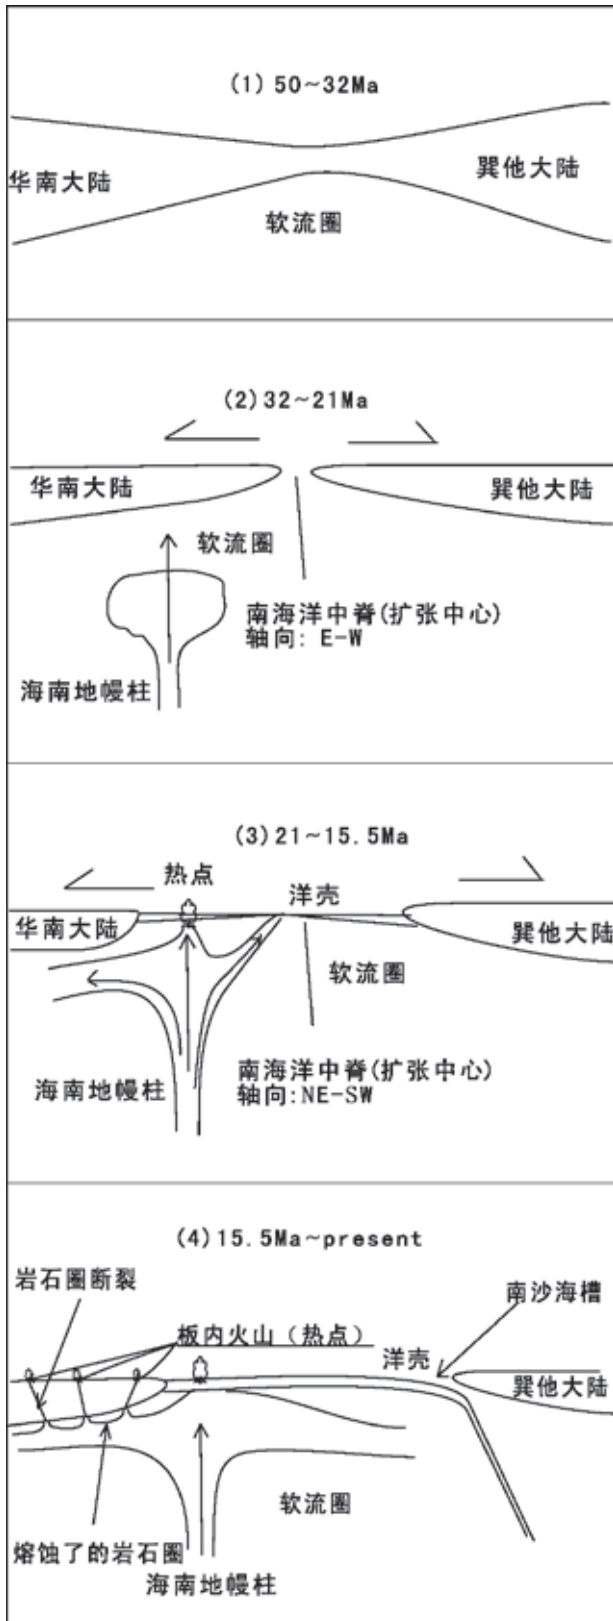 (1) 50~32Ma
华南大陆
巽他大陆
软流圈
(2) 32~21Ma
华南大陆
巽他大陆
软流圈
南海洋中脊(扩张中心)
轴向: E-W
海南地幔柱
(3) 21~15.5Ma
热点
洋壳
华南大陆
巽他大陆
软流圈
海南地幔柱
南海洋中脊(扩张中心)
轴向:NE-SW
(4) 15.5Ma~present
岩石圈断裂
南沙海槽
板内火山（热点）
洋壳
巽他大陆
软流圈
熔蚀了的岩石圈
海南地幔柱